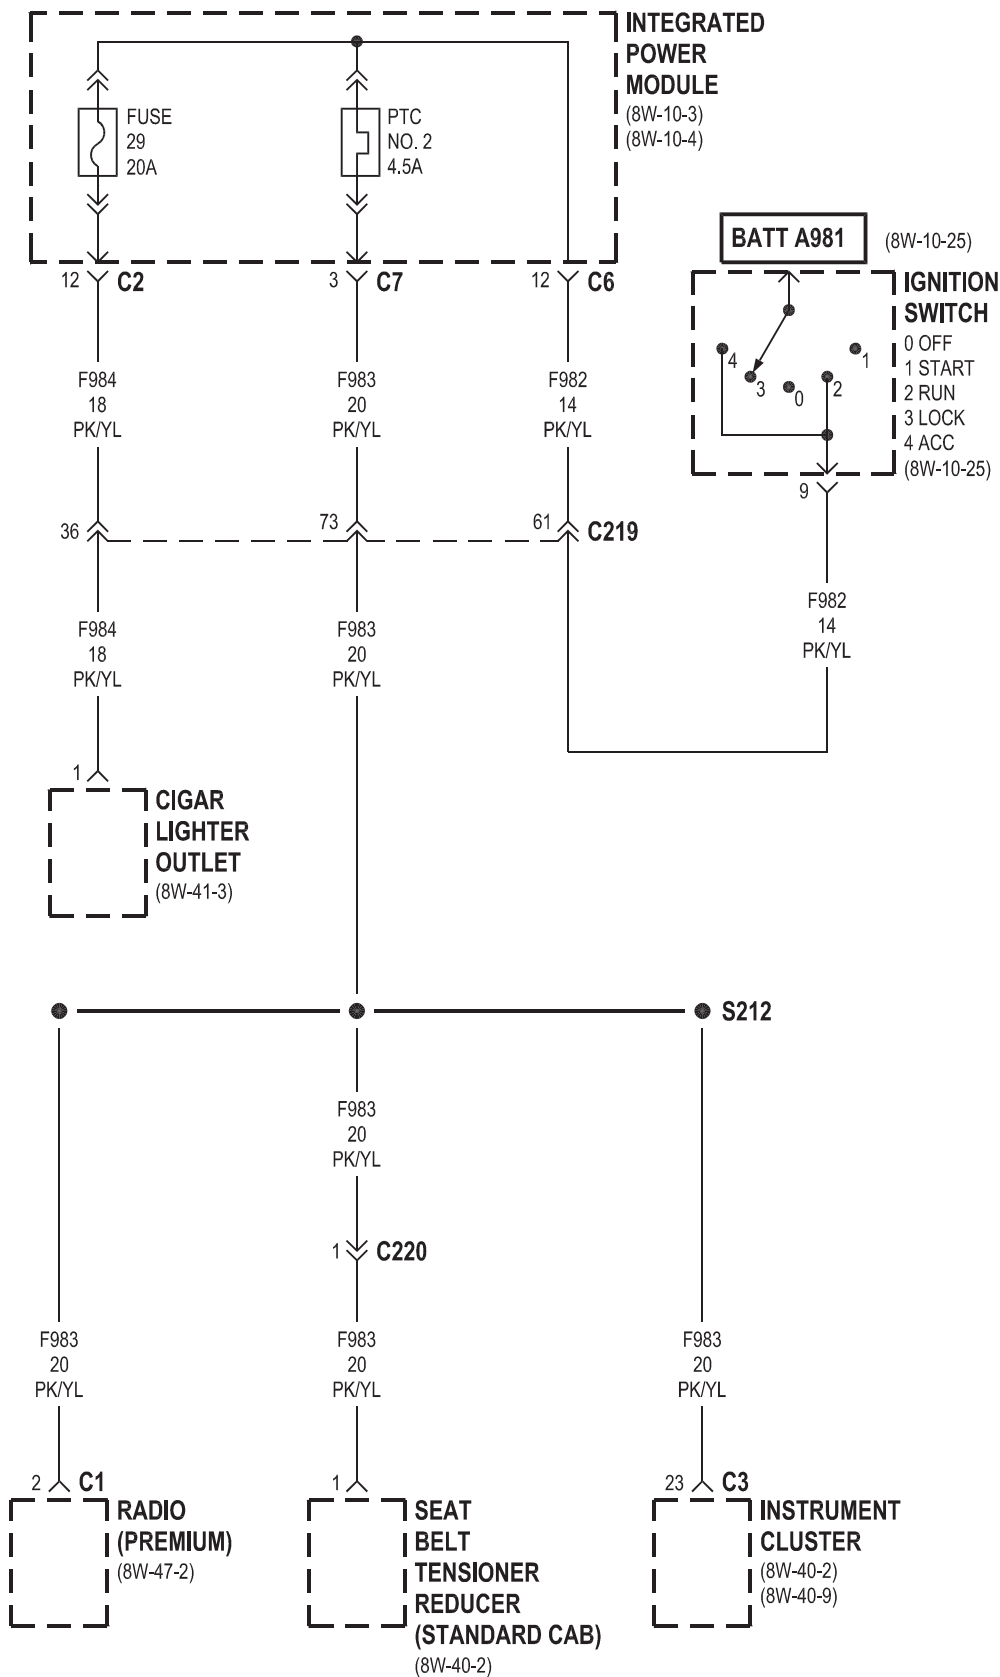 INTEGRATED
POWER
MODULE
(8W-10-3)
(8W-10-4)
FUSE
29
20A
PTC
NO. 2
4.5A
12 C2
3 C7
12 C6
BATT A981 (8W-10-25)
IGNITION
SWITCH
0 OFF
1 START
2 RUN
3 LOCK
4 ACC
(8W-10-25)
4
3
0
2
1
9
F984
18
PK/YL
F983
20
PK/YL
F982
14
PK/YL
36
73
61 C219
F984
18
PK/YL
F983
20
PK/YL
F982
14
PK/YL
1
CIGAR
LIGHTER
OUTLET
(8W-41-3)
S212
F983
20
PK/YL
1 C220
F983
20
PK/YL
F983
20
PK/YL
F983
20
PK/YL
2 C1
RADIO
(PREMIUM)
(8W-47-2)
1
SEAT
BELT
TENSIONER
REDUCER
(STANDARD CAB)
(8W-40-2)
23 C3
INSTRUMENT
CLUSTER
(8W-40-2)
(8W-40-9)